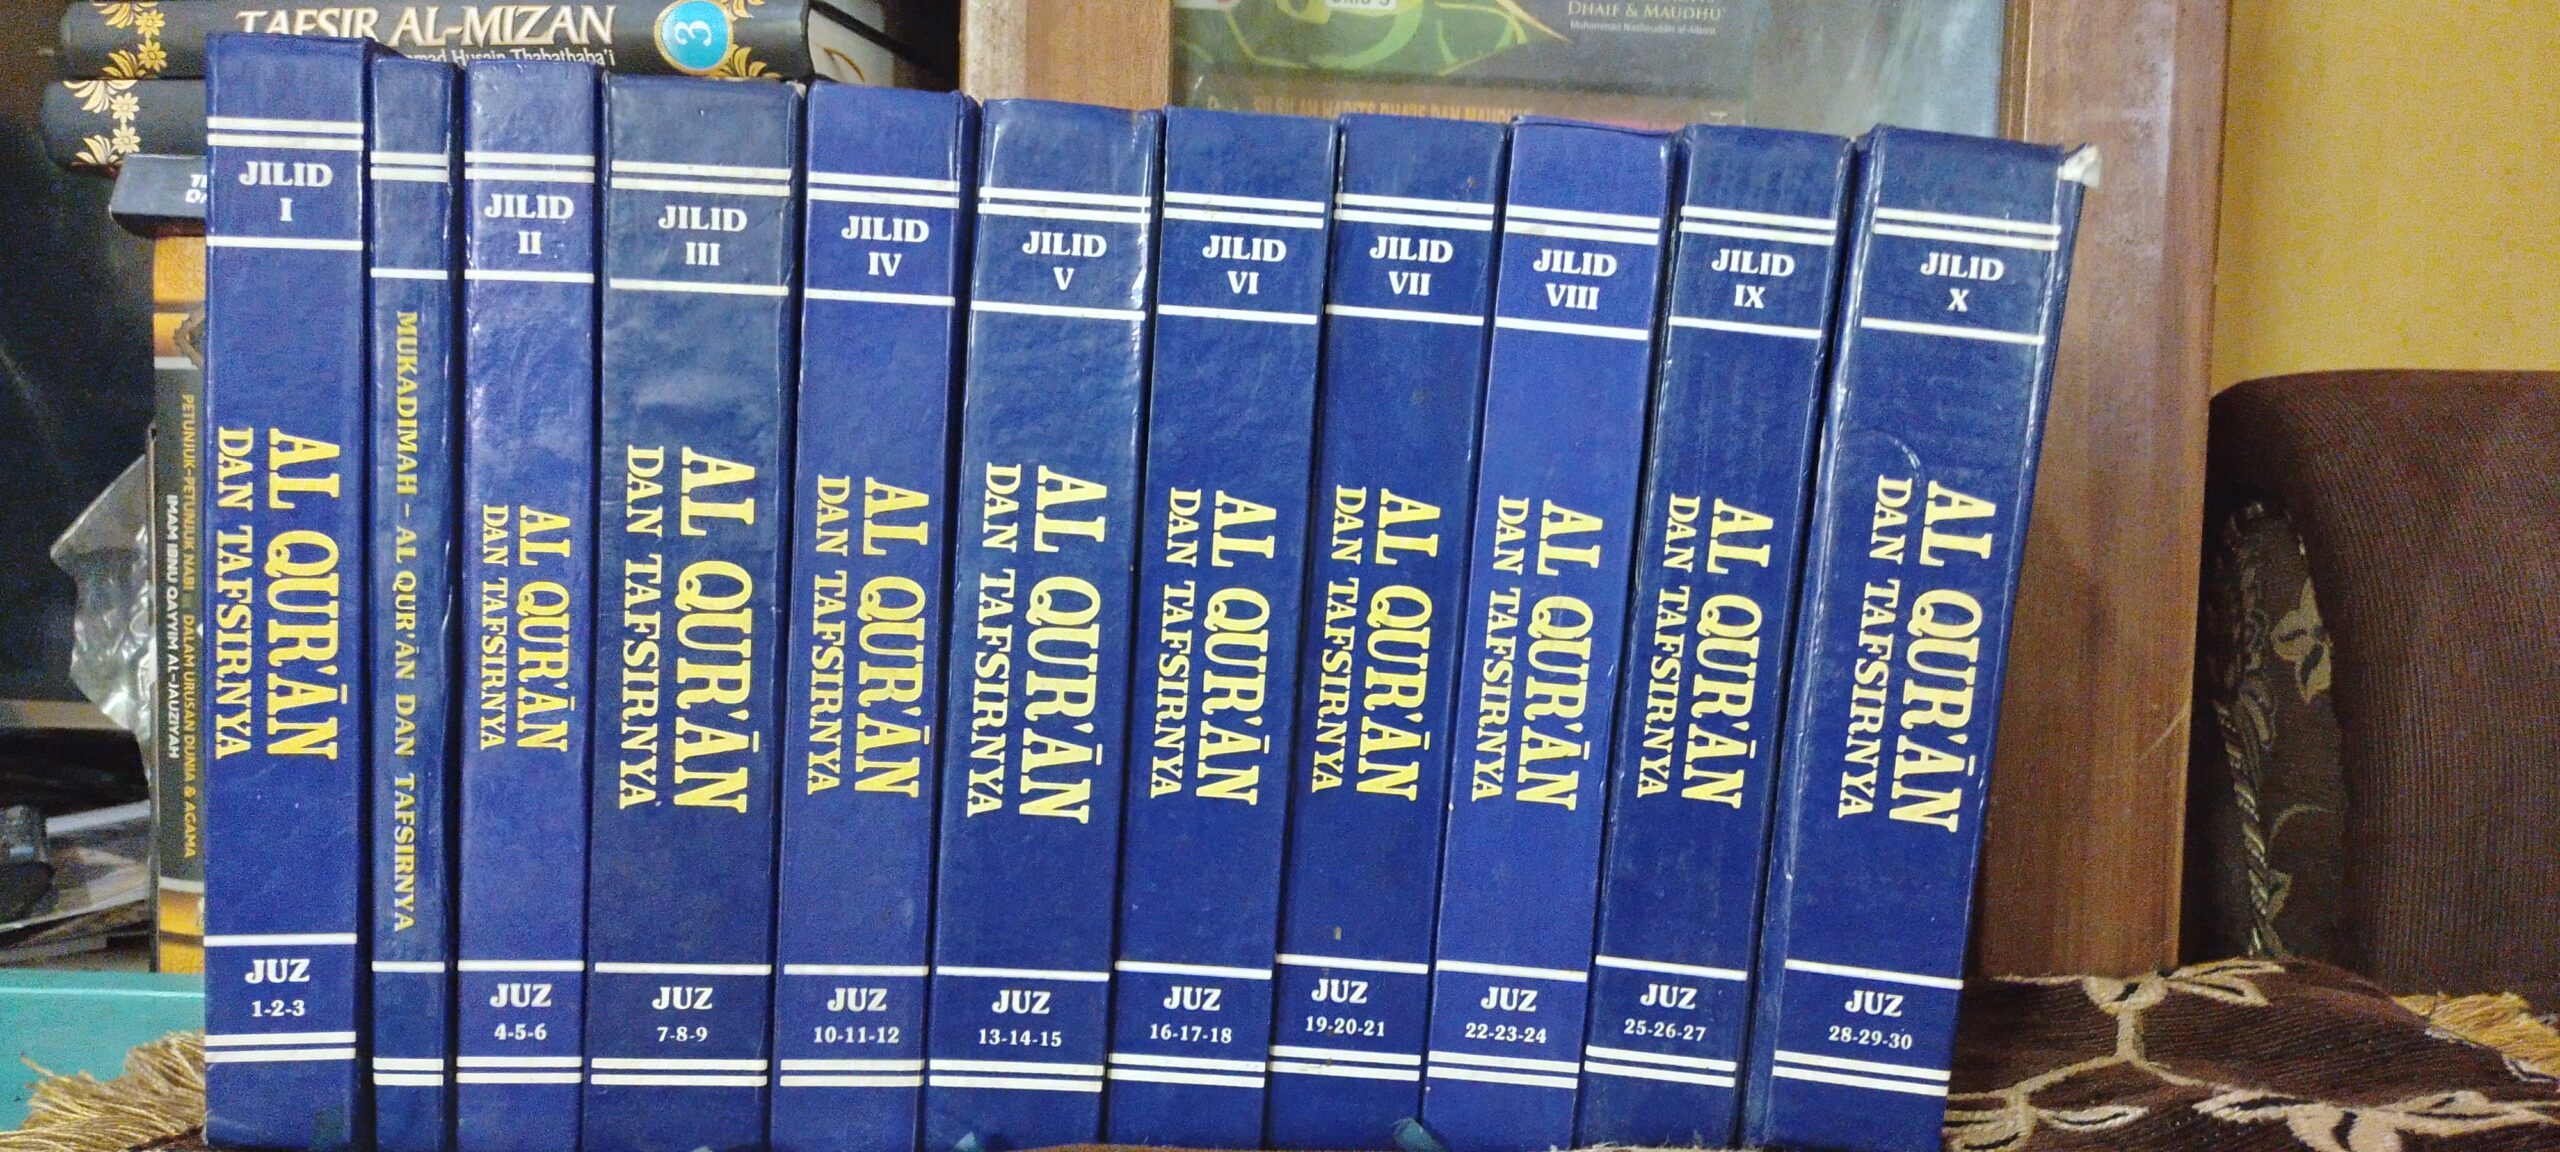 TAFSIR AL-MIZAN
Husain Thabathaba'i
3
DHAIF & MAUDHU'
Muhammad Nashiruddin al-Albani
PETUNJUK-PETUNJUK NABI
DALAM URUSAN DUNIA & AGAMA
IMAM IBNU QAYYIM AL-JAUZIYAH
JILID
I
AL QUR'ĀN
DAN TAFSIRNYA
JUZ
1-2-3
MUKADIMAH – AL QUR'ĀN DAN TAFSIRNYA
JILID
II
AL QUR'ĀN
DAN TAFSIRNYA
JUZ
4-5-6
JILID
III
AL QUR'ĀN
DAN TAFSIRNYA
JUZ
7-8-9
JILID
IV
AL QUR'ĀN
DAN TAFSIRNYA
JUZ
10-11-12
JILID
V
AL QUR'ĀN
DAN TAFSIRNYA
JUZ
13-14-15
JILID
VI
AL QUR'ĀN
DAN TAFSIRNYA
JUZ
16-17-18
JILID
VII
AL QUR'ĀN
DAN TAFSIRNYA
JUZ
19-20-21
JILID
VIII
AL QUR'ĀN
DAN TAFSIRNYA
JUZ
22-23-24
JILID
IX
AL QUR'ĀN
DAN TAFSIRNYA
JUZ
25-26-27
JILID
X
AL QUR'ĀN
DAN TAFSIRNYA
JUZ
28-29-30